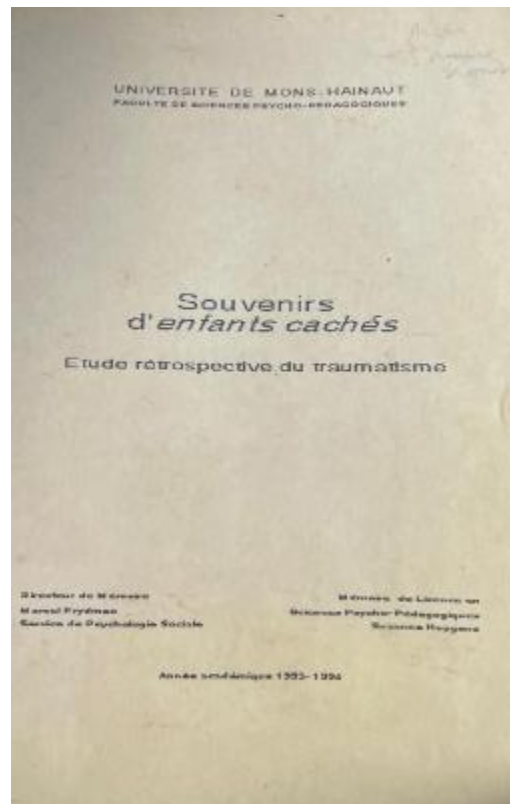 UNIVERSITE DE MONS-HAINAUT
FACULTE DE SCIENCES PSYCHO-PEDAGOGIQUES
Souvenirs
d'enfants cachés
Etude rétrospective du traumatisme
Directeur de Mémoire
Marcel Frydman
Service de Psychologie Sociale
Mémoire de Licence en
Sciences Psycho-Pédagogiques
Suzanne
Année académique 1993-1994